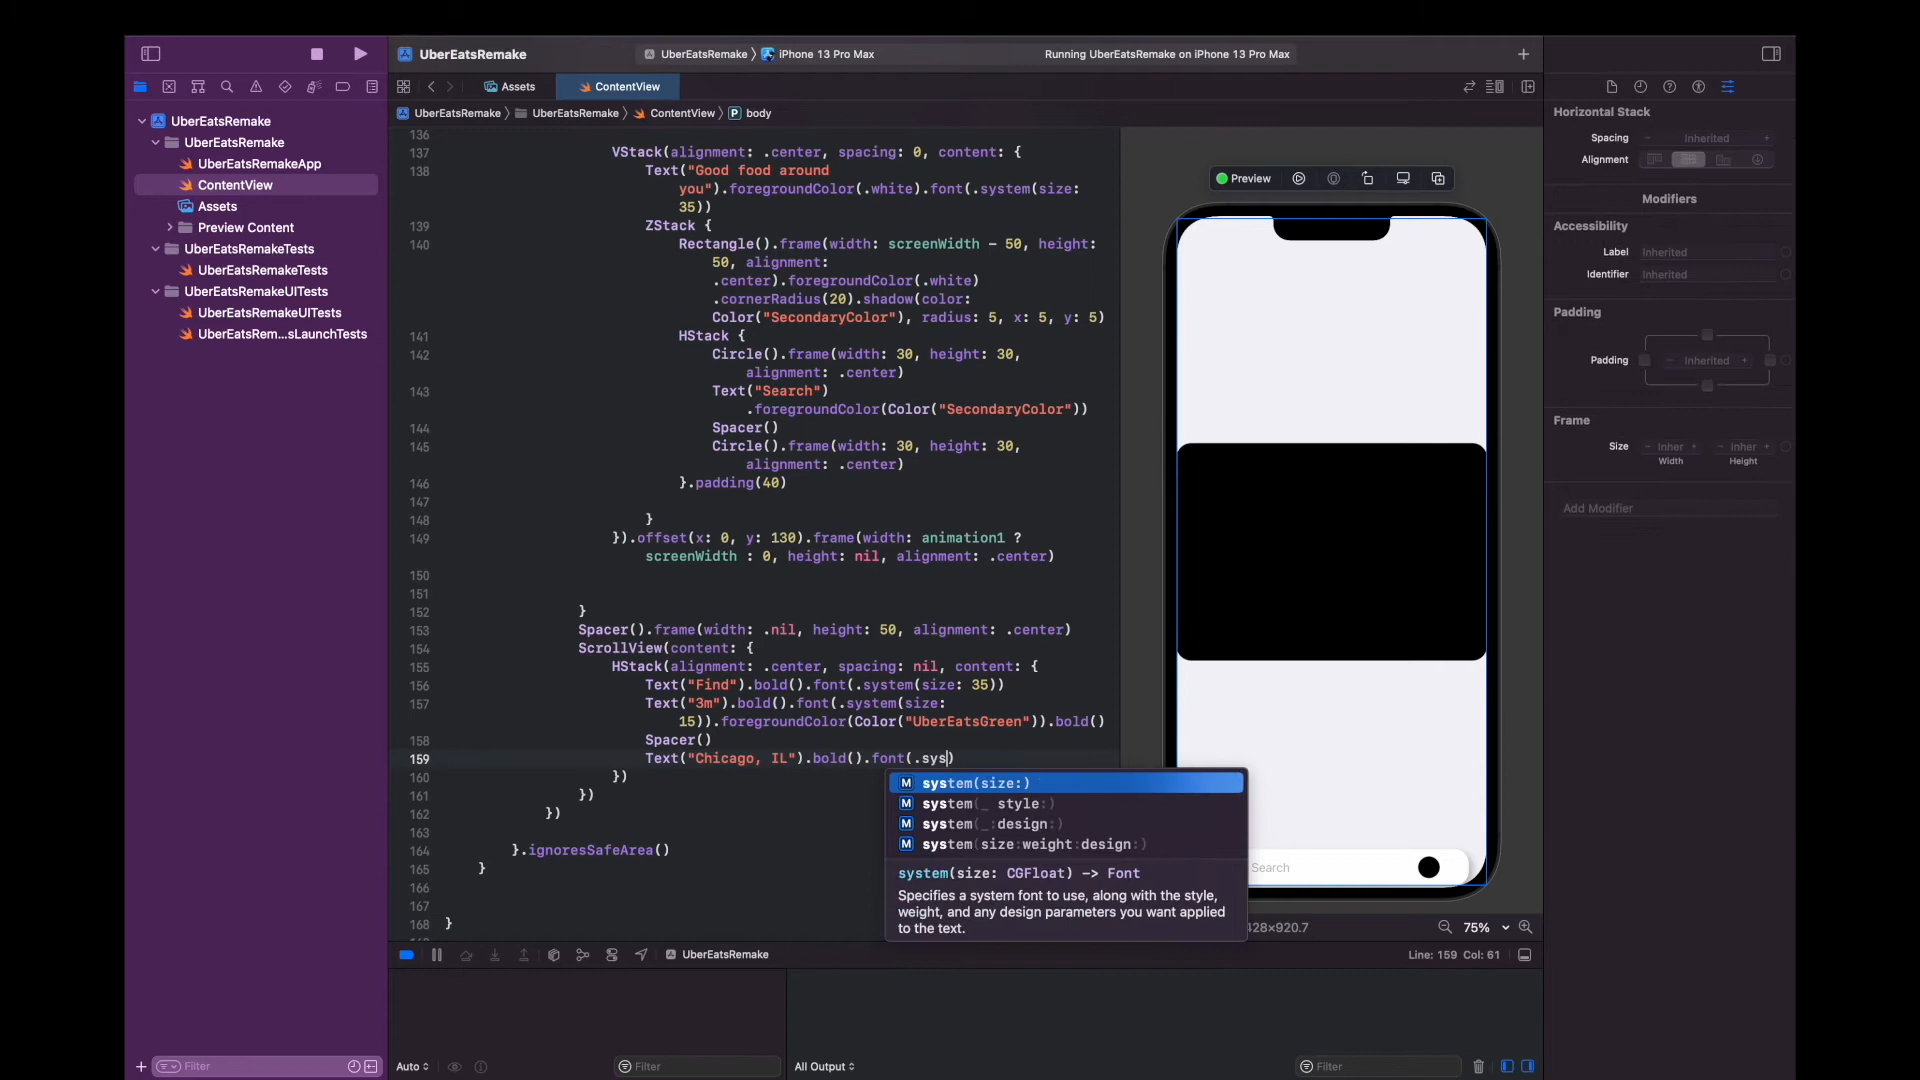 UberEatsRemake
UberEatsRemake 〉 iPhone 13 Pro Max
Running UberEatsRemake on iPhone 13 Pro Max
Assets
ContentView
UberEatsRemake 〉 UberEatsRemake 〉 ContentView 〉 P body
UberEatsRemake
UberEatsRemake
UberEatsRemakeApp
ContentView
Assets
Preview Content
UberEatsRemakeTests
UberEatsRemakeTests
UberEatsRemakeUITests
UberEatsRemakeUITests
UberEatsRem...sLaunchTests
136
137 VStack(alignment: .center, spacing: 0, content: {
138 Text("Good food around
you").foregroundColor(.white).font(.system(size:
35))
139 ZStack {
140 Rectangle().frame(width: screenWidth - 50, height:
50, alignment:
.center).foregroundColor(.white)
.cornerRadius(20).shadow(color:
Color("SecondaryColor"), radius: 5, x: 5, y: 5)
141 HStack {
142 Circle().frame(width: 30, height: 30,
alignment: .center)
143 Text("Search")
.foregroundColor(Color("SecondaryColor"))
144 Spacer()
145 Circle().frame(width: 30, height: 30,
alignment: .center)
146 }.padding(40)
147
148 }
149 }).offset(x: 0, y: 130).frame(width: animation1 ?
screenWidth : 0, height: nil, alignment: .center)
150
151
152 }
153 Spacer().frame(width: .nil, height: 50, alignment: .center)
154 ScrollView(content: {
155 HStack(alignment: .center, spacing: nil, content: {
156 Text("Find").bold().font(.system(size: 35))
157 Text("3m").bold().font(.system(size:
15)).foregroundColor(Color("UberEatsGreen")).bold()
158 Spacer()
159 Text("Chicago, IL").bold().font(.sys)
160 })
161 })
162 })
163
164 }.ignoresSafeArea()
165 }
166
167
168 }
M system(size:)
M system(_ style:)
M system(_:design:)
M system(size:weight:design:)
system(size: CGFloat) -> Font
Specifies a system font to use, along with the style,
weight, and any design parameters you want applied
to the text.
Preview
Search
428×920.7
75%
Horizontal Stack
Spacing - Inherited +
Alignment
Modifiers
Accessibility
Label Inherited
Identifier Inherited
Padding
Padding - Inherited +
Frame
Size - Inher + - Inher +
Width Height
Add Modifier
UberEatsRemake
Line: 159 Col: 61
Filter
Auto
Filter
All Output
Filter